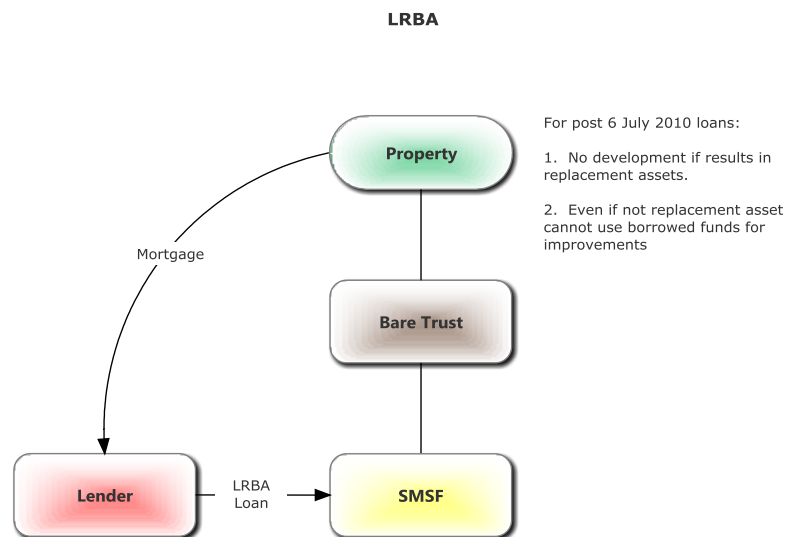 LRBA
Property
For post 6 July 2010 loans:
1.  No development if results in
replacement assets.
2.  Even if not replacement asset
cannot use borrowed funds for
improvements
Mortgage
Bare Trust
Lender
LRBA
Loan
SMSF